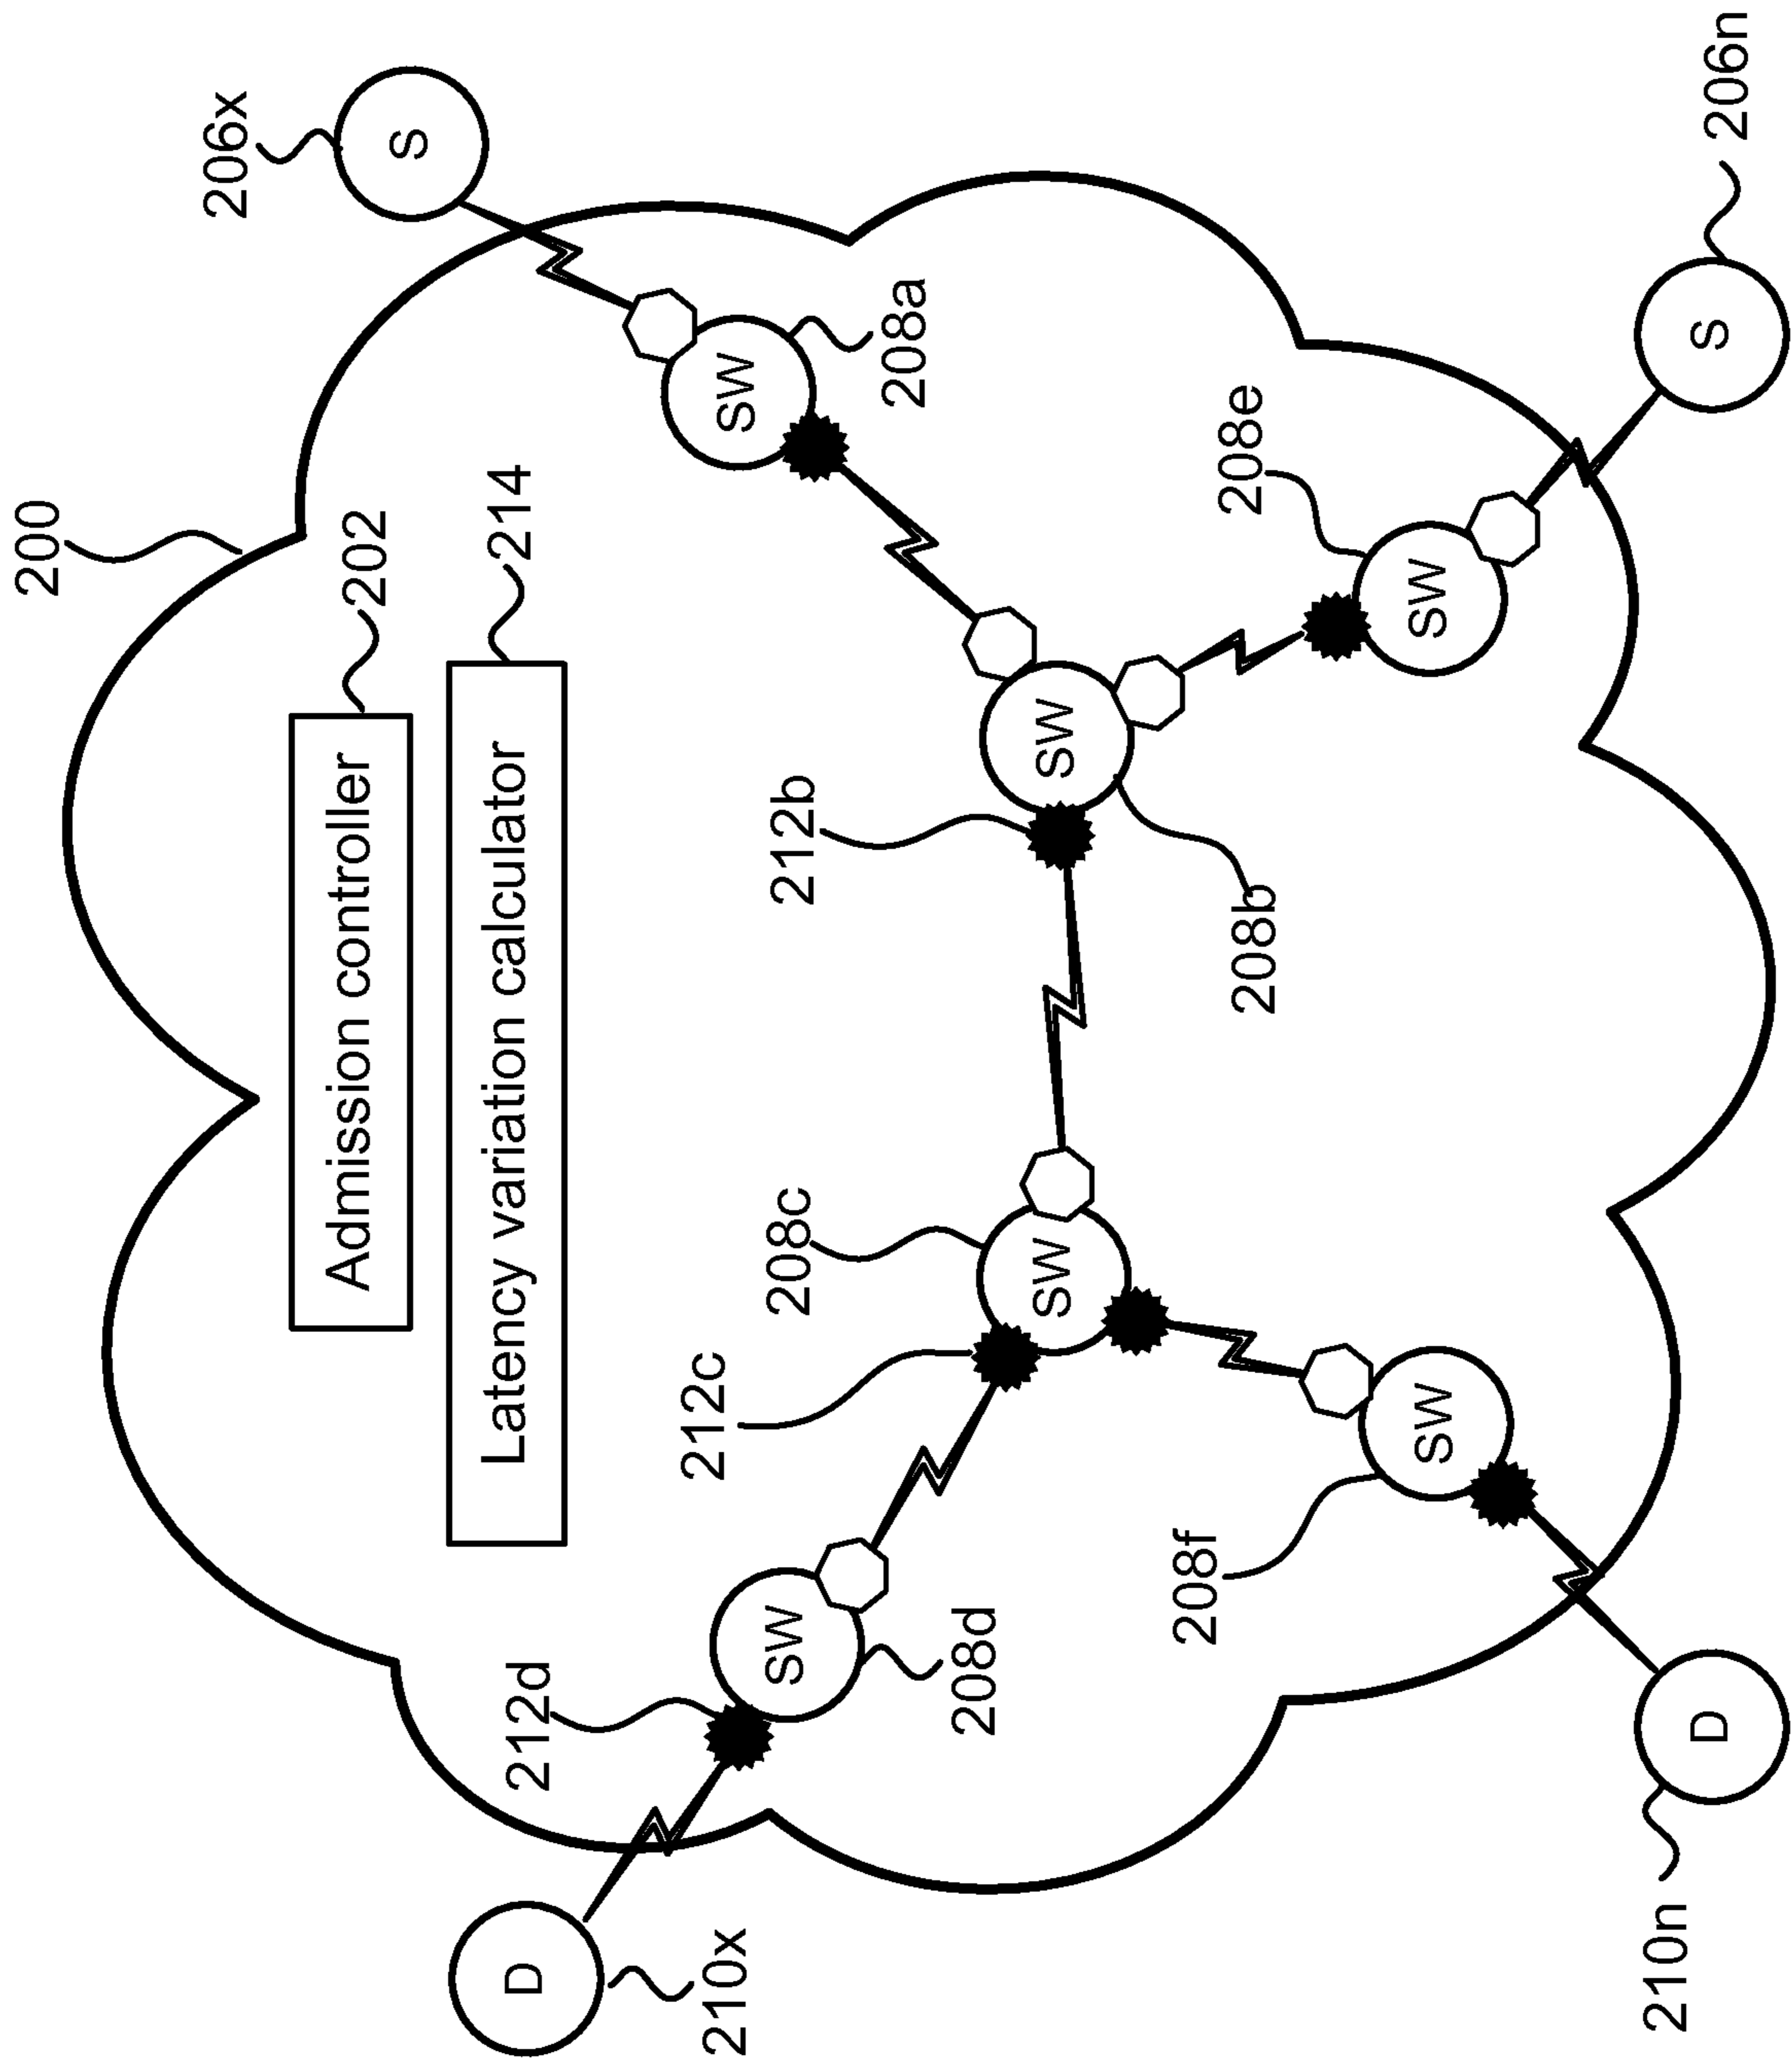 200
206x
Admission controller
202
S
Latency variation calculator
214
D
212d
210x
212c
SW
SW
208c
212b
208a
208d
SW
SW
208f
208b
208e
SW
SW
210n
D
S
206n